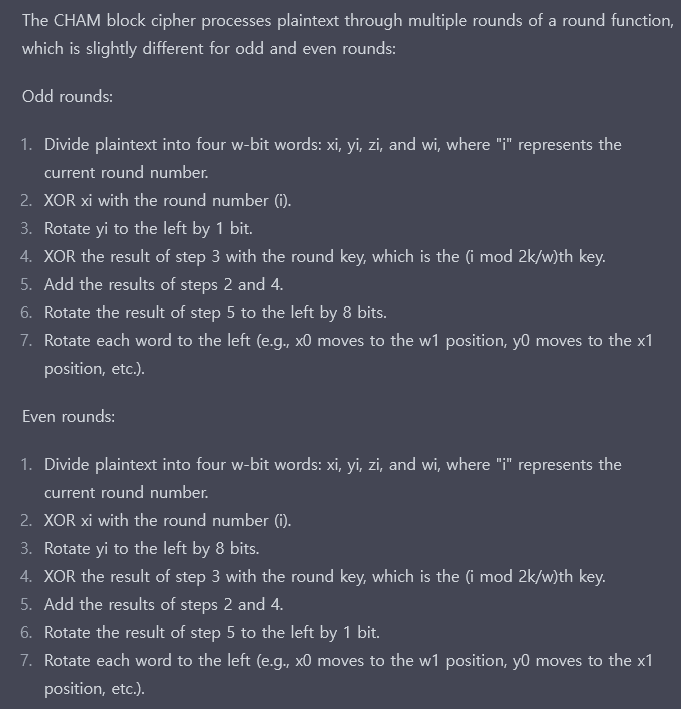 The CHAM block cipher processes plaintext through multiple rounds of a round function,
which is slightly different for odd and even rounds:
Odd rounds:
1. Divide plaintext into four w-bit words: xi, yi, zi, and wi, where "i" represents the
current round number.
2. XOR xi with the round number (i).
3. Rotate yi to the left by 1 bit.
4. XOR the result of step 3 with the round key, which is the (i mod 2k/w)th key.
5. Add the results of steps 2 and 4.
6. Rotate the result of step 5 to the left by 8 bits.
7. Rotate each word to the left (e.g., x0 moves to the w1 position, y0 moves to the x1
position, etc.).
Even rounds:
1. Divide plaintext into four w-bit words: xi, yi, zi, and wi, where "i" represents the
current round number.
2. XOR xi with the round number (i).
3. Rotate yi to the left by 8 bits.
4. XOR the result of step 3 with the round key, which is the (i mod 2k/w)th key.
5. Add the results of steps 2 and 4.
6. Rotate the result of step 5 to the left by 1 bit.
7. Rotate each word to the left (e.g., x0 moves to the w1 position, y0 moves to the x1
position, etc.).